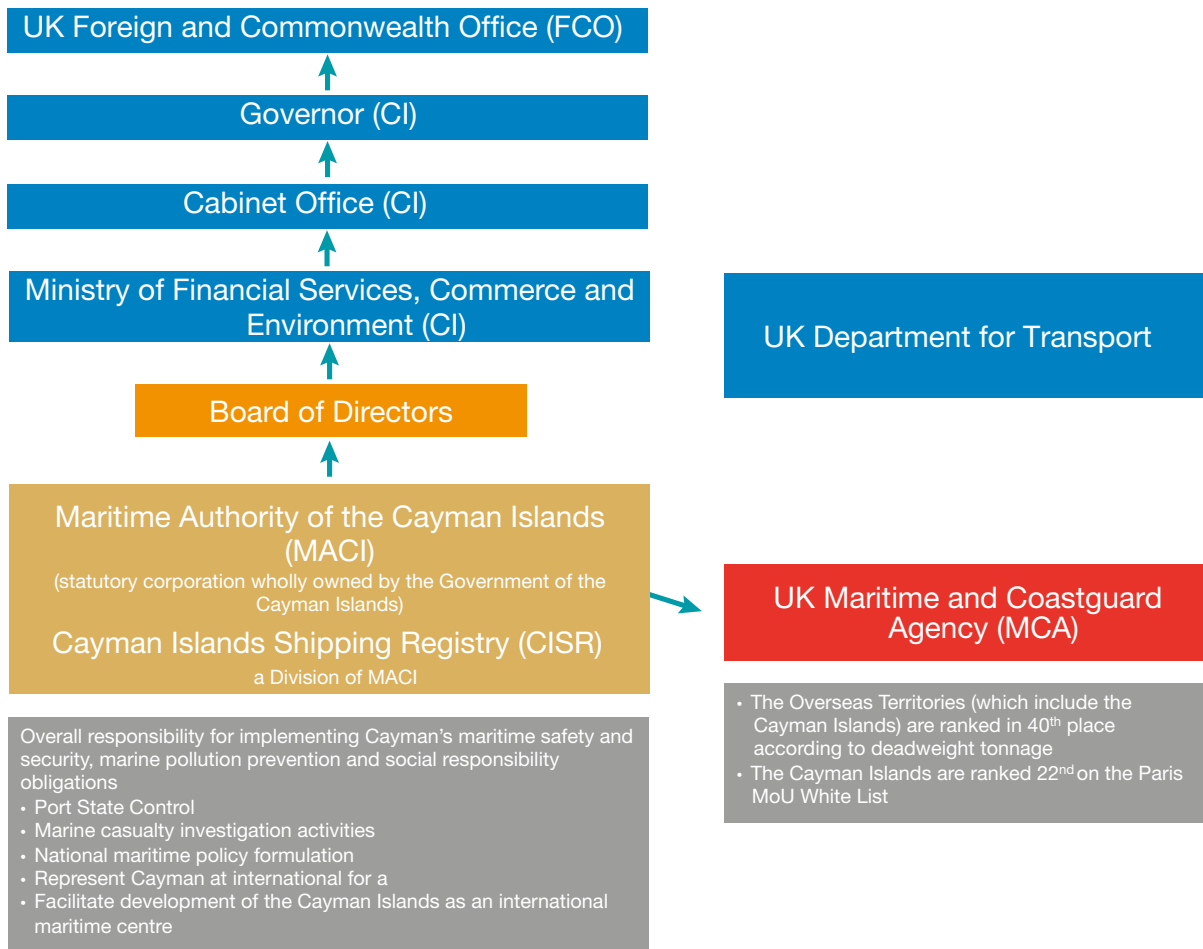 UK Foreign and Commonwealth Office (FCO)
Governor (CI)
Cabinet Office (CI)
Ministry of Financial Services, Commerce and
Environment (CI)
Board of Directors
Maritime Authority of the Cayman Islands
(MACI)
(statutory corporation wholly owned by the Government of the
Cayman Islands)
Cayman Islands Shipping Registry (CISR)
a Division of MACI
Overall responsibility for implementing Cayman’s maritime safety and
security, marine pollution prevention and social responsibility
obligations
• Port State Control
• Marine casualty investigation activities
• National maritime policy formulation
• Represent Cayman at international for a
• Facilitate development of the Cayman Islands as an international
maritime centre
UK Department for Transport
UK Maritime and Coastguard
Agency (MCA)
• The Overseas Territories (which include the
Cayman Islands) are ranked in 40th place
according to deadweight tonnage
• The Cayman Islands are ranked 22nd on the Paris
MoU White List